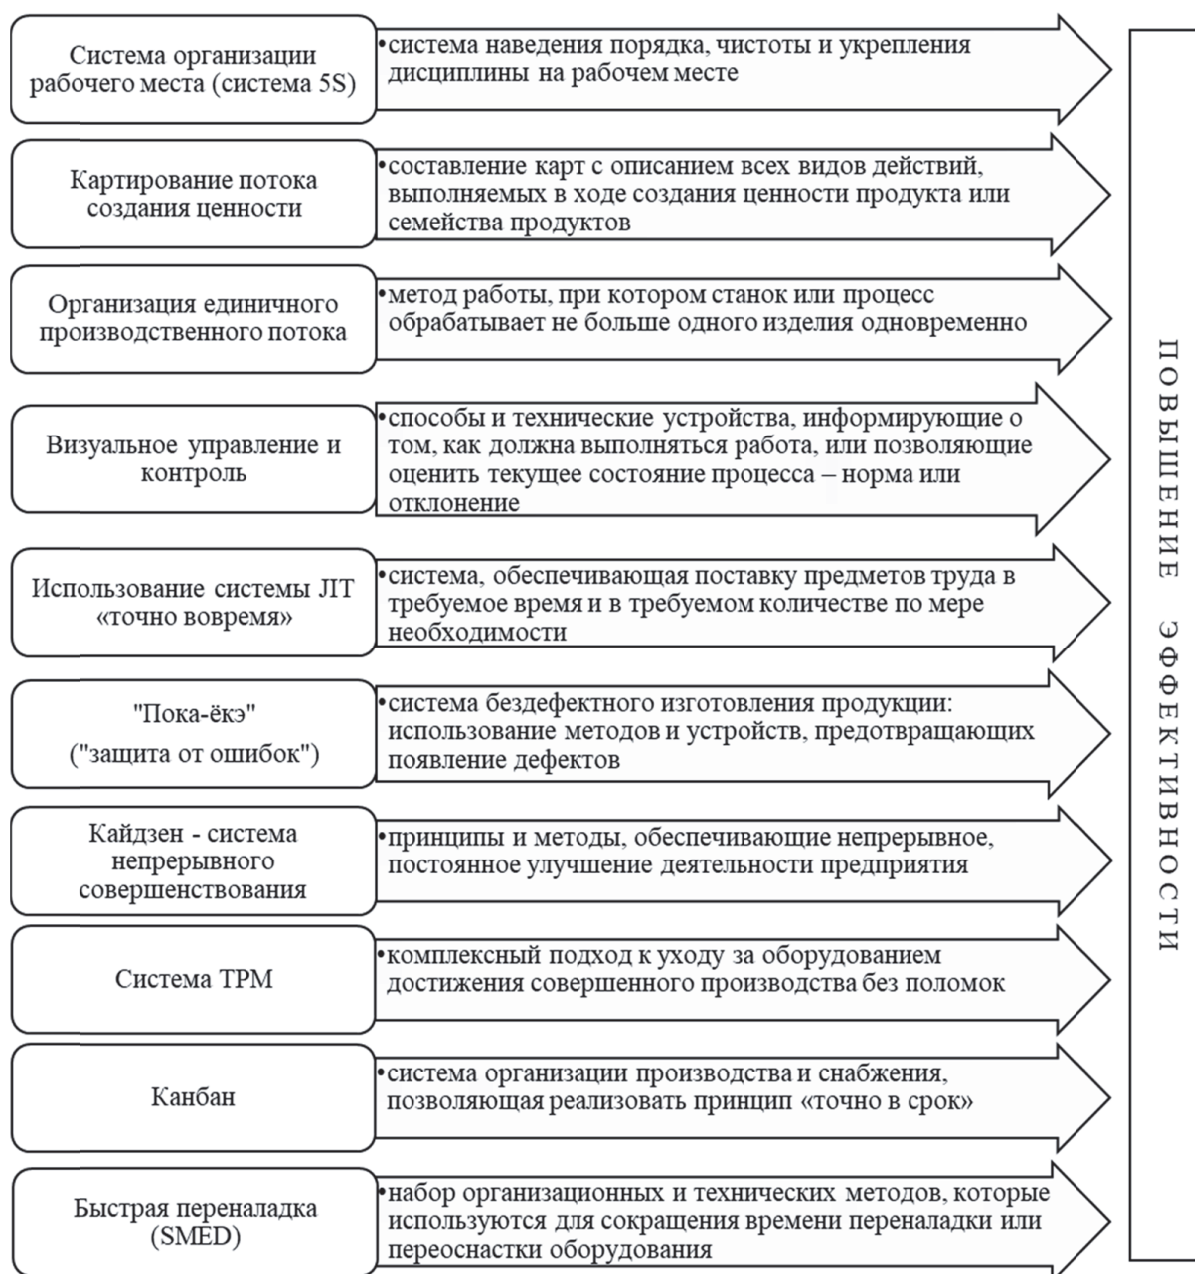 Система организации
рабочего места (система 5S)
•система наведения порядка, чистоты и укрепления
дисциплины на рабочем месте
Картирование потока
создания ценности
•составление карт с описанием всех видов действий,
выполняемых в ходе создания ценности продукта или
семейства продуктов
Организация единичного
производственного потока
•метод работы, при котором станок или процесс
обрабатывает не больше одного изделия одновременно
Визуальное управление и
контроль
•способы и технические устройства, информирующие о
том, как должна выполняться работа, или позволяющие
оценить текущее состояние процесса – норма или
отклонение
Использование системы JIT
«точно вовремя»
•система, обеспечивающая поставку предметов труда в
требуемое время и в требуемом количестве по мере
необходимости
"Пока-ёкэ"
("защита от ошибок")
•система бездефектного изготовления продукции:
использование методов и устройств, предотвращающих
появление дефектов
Кайдзен - система
непрерывного
совершенствования
•принципы и методы, обеспечивающие непрерывное,
постоянное улучшение деятельности предприятия
Система TPM
•комплексный подход к уходу за оборудованием
достижения совершенного производства без поломок
Канбан
•система организации производства и снабжения,
позволяющая реализовать принцип «точно в срок»
Быстрая переналадка
(SMED)
•набор организационных и технических методов, которые
используются для сокращения времени переналадки или
переоснастки оборудования
ПОВЫШЕНИЕ ЭФФЕКТИВНОСТИ